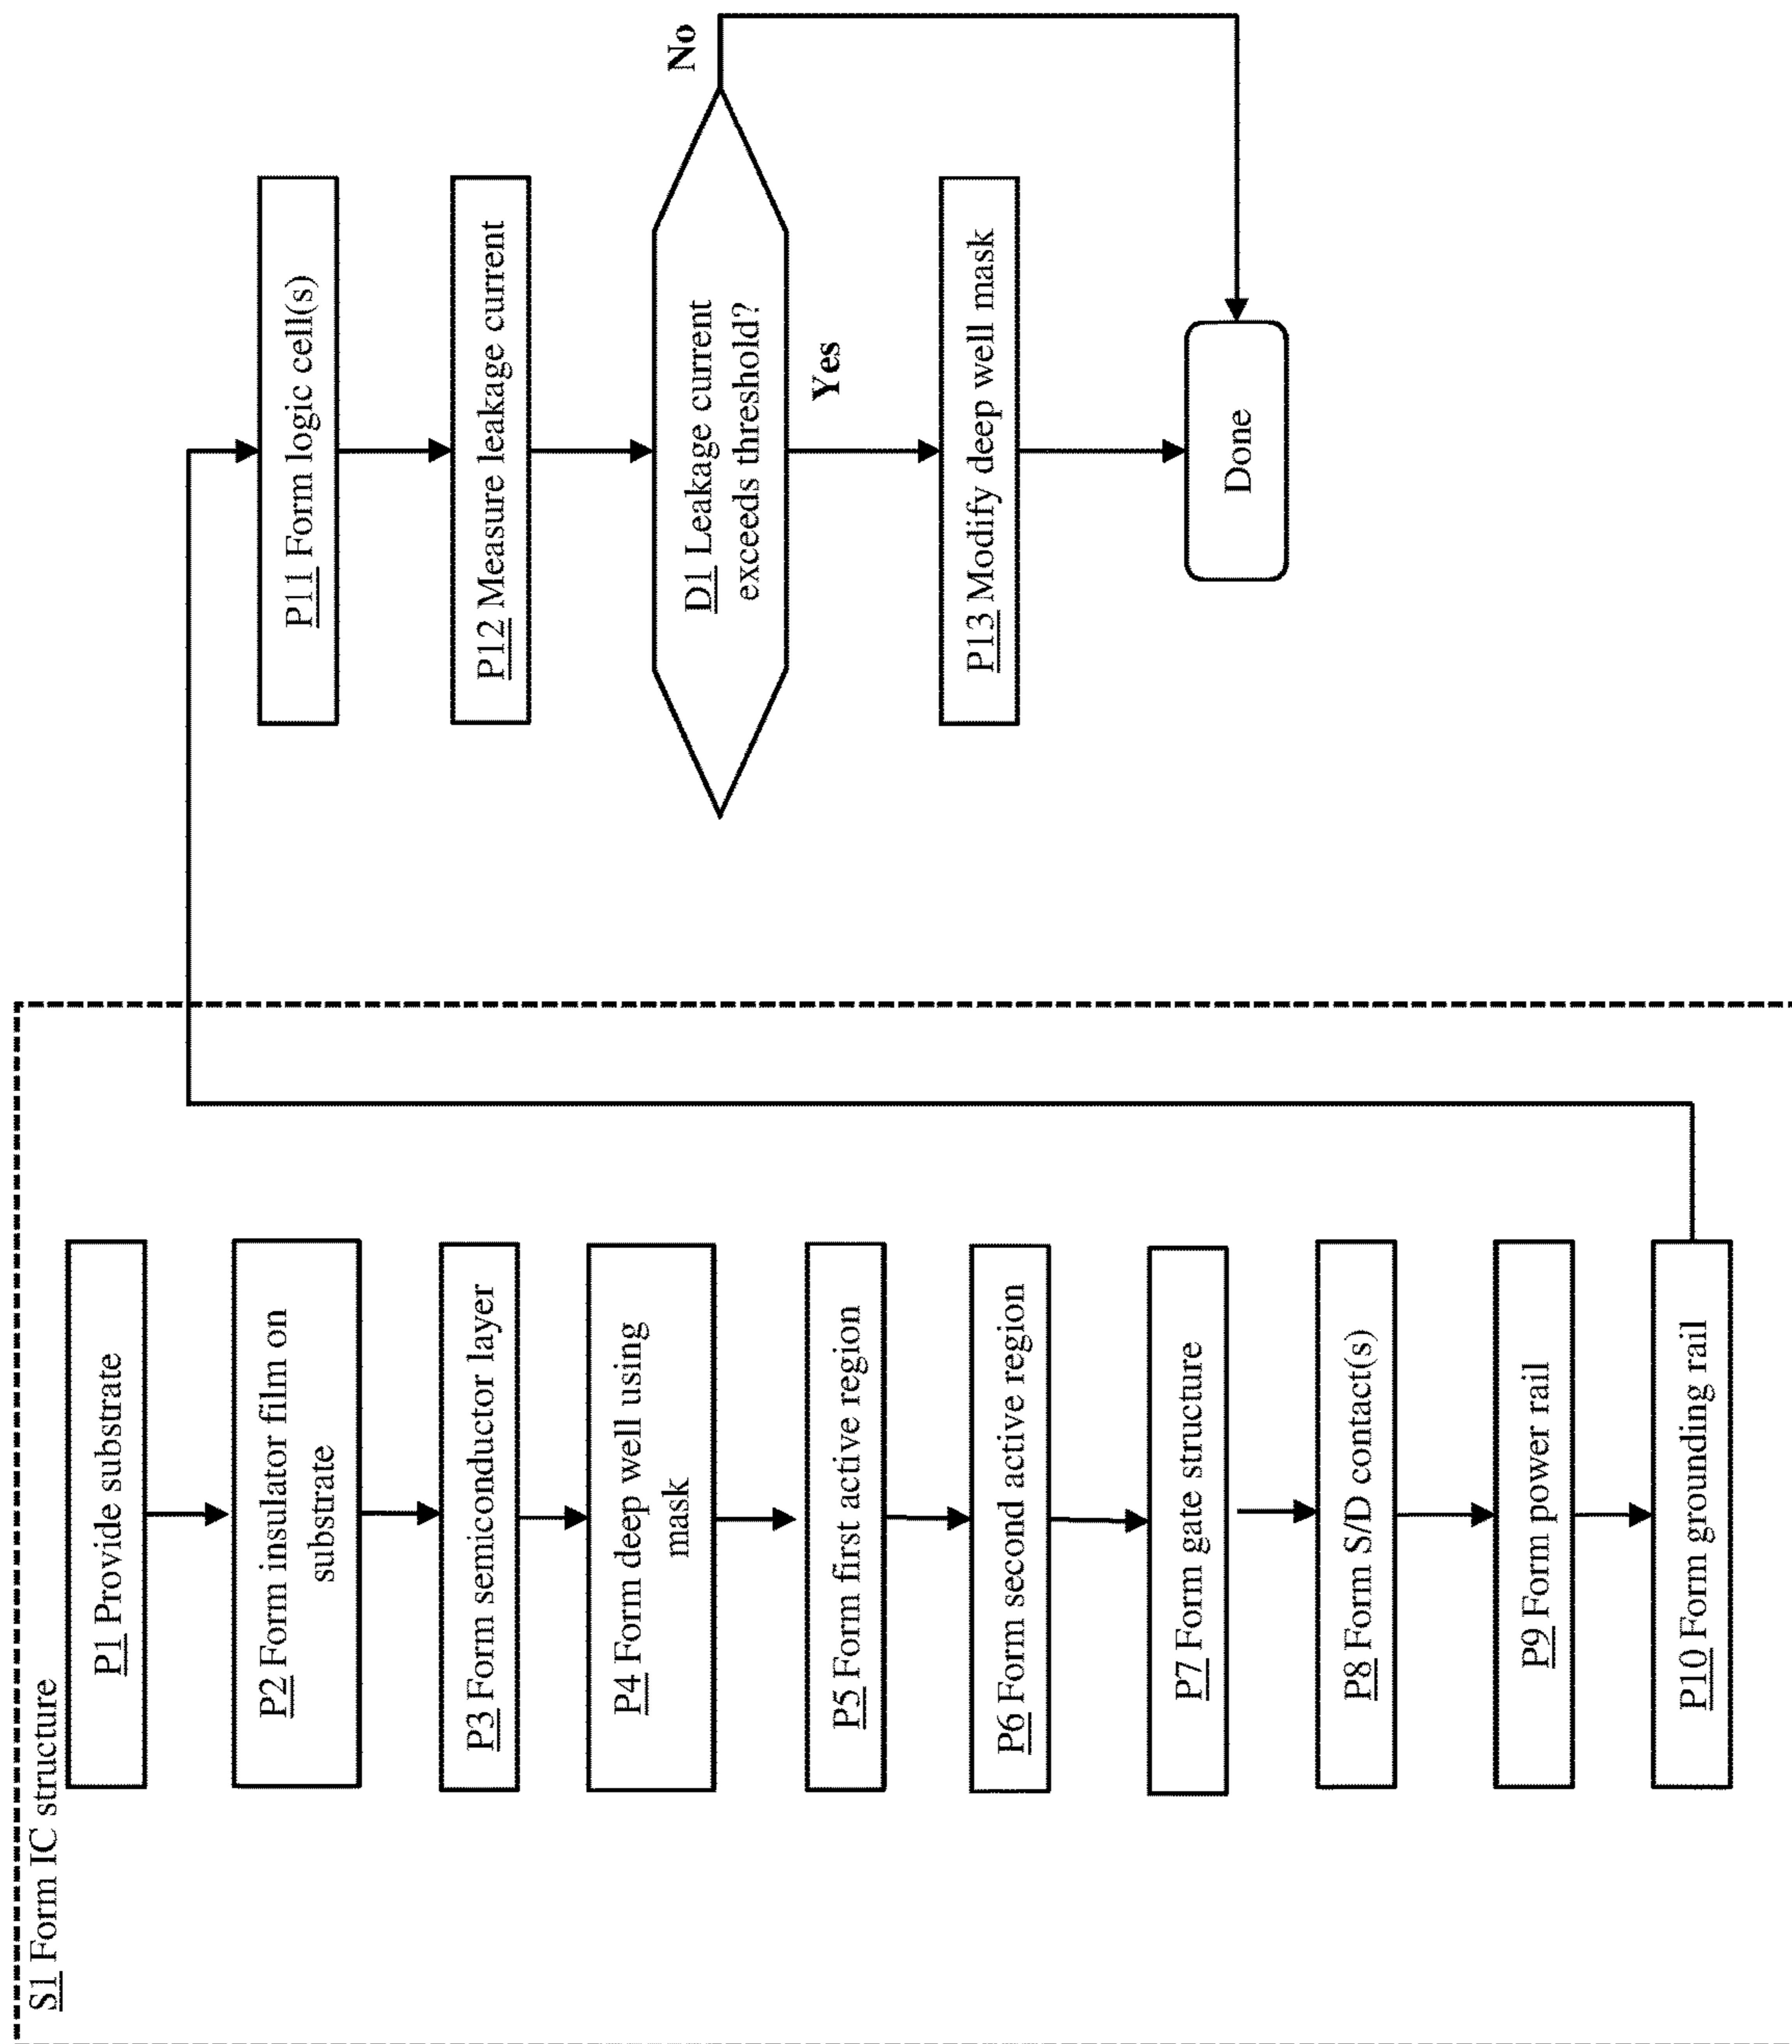 S1 Form IC structure
P1 Provide substrate
P2 Form insulator film on
substrate
P3 Form semiconductor layer
P4 Form deep well using
mask
P5 Form first active region
P6 Form second active region
P7 Form gate structure
P8 Form S/D contact(s)
P9 Form power rail
P10 Form grounding rail
P11 Form logic cell(s)
P12 Measure leakage current
D1 Leakage current
exceeds threshold?
No
Yes
P13 Modify deep well mask
Done